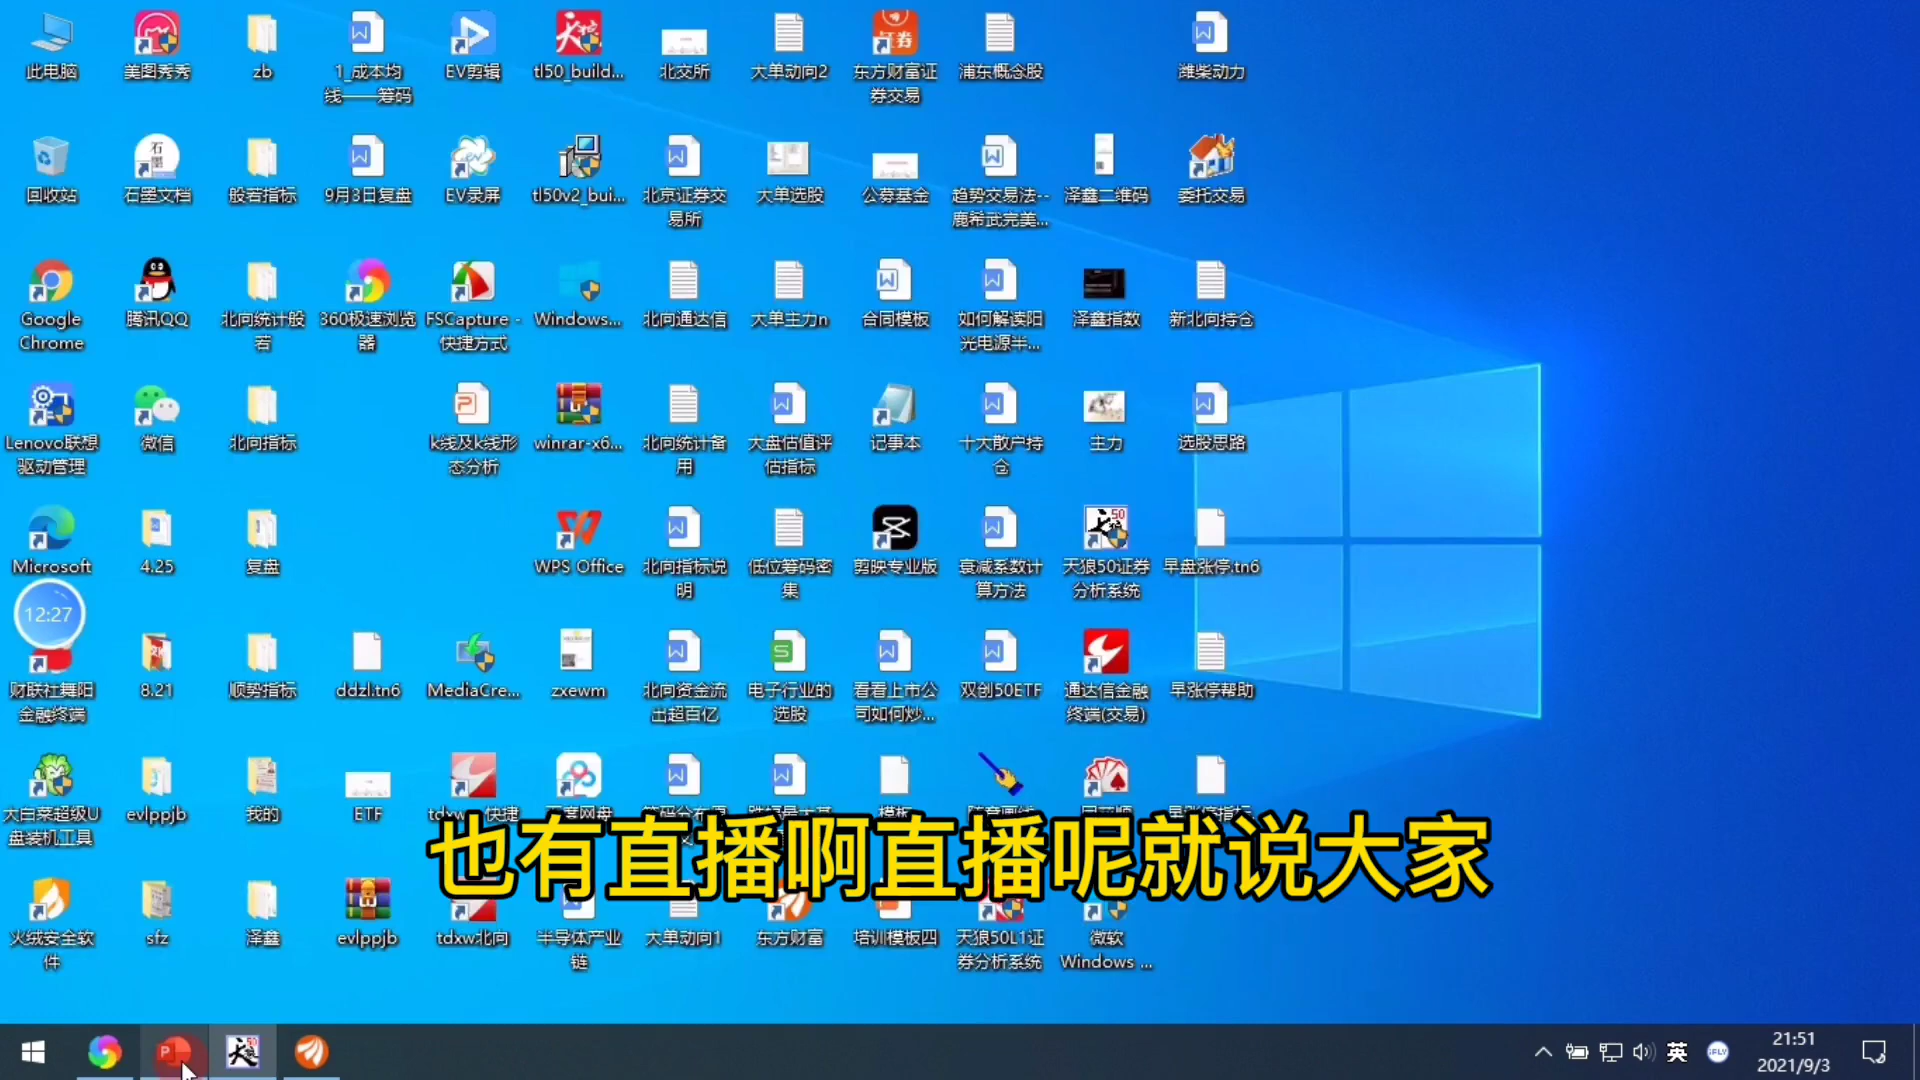 此电脑
美图秀秀
zb
1_成本均
线——筹码
EV剪辑
tl50_build...
北交所
大单动向2
东方财富证
券交易
浦东概念股
潍柴动力
回收站
石墨文档
般若指标
9月3日复盘
EV录屏
tl50v2_bui...
北京证券交
易所
大单选股
公募基金
趋势交易法--
鹿希武完美...
泽鑫二维码
委托交易
Google
Chrome
腾讯QQ
北向统计般
若
360极速浏览
器
FSCapture -
快捷方式
Windows...
北向通达信
大单主力n
合同模板
如何解读阳
光电源半...
泽鑫指数
新北向持仓
Lenovo联想
驱动管理
微信
北向指标
k线及k线形
态分析
winrar-x6...
北向统计备
用
大盘估值评
估指标
记事本
十大散户持
仓
主力
选股思路
Microsoft
4.25
复盘
WPS Office
北向指标说
明
低位筹码密
集
剪映专业版
衰减系数计
算方法
天狼50证券
分析系统
早盘涨停.tn6
12:27
财联社舞阳
金融终端
8.21
顺势指标
ddzl.tn6
MediaCre...
zxewm
北向资金流
出超百亿
电子行业的
选股
看看上市公
司如何炒...
双创50ETF
通达信金融
终端(交易)
早涨停帮助
大白菜超级U
盘装机工具
evlppjb
我的
ETF
百度网盘
模板
也有直播啊直播呢就说大家
火绒安全软
件
sfz
泽鑫
evlppjb
tdxw北向
半导体产业
链
大单动向1
东方财富
培训模板四
天狼50L1证
券分析系统
微软
Windows ...
英
iFLY
21:51
2021/9/3